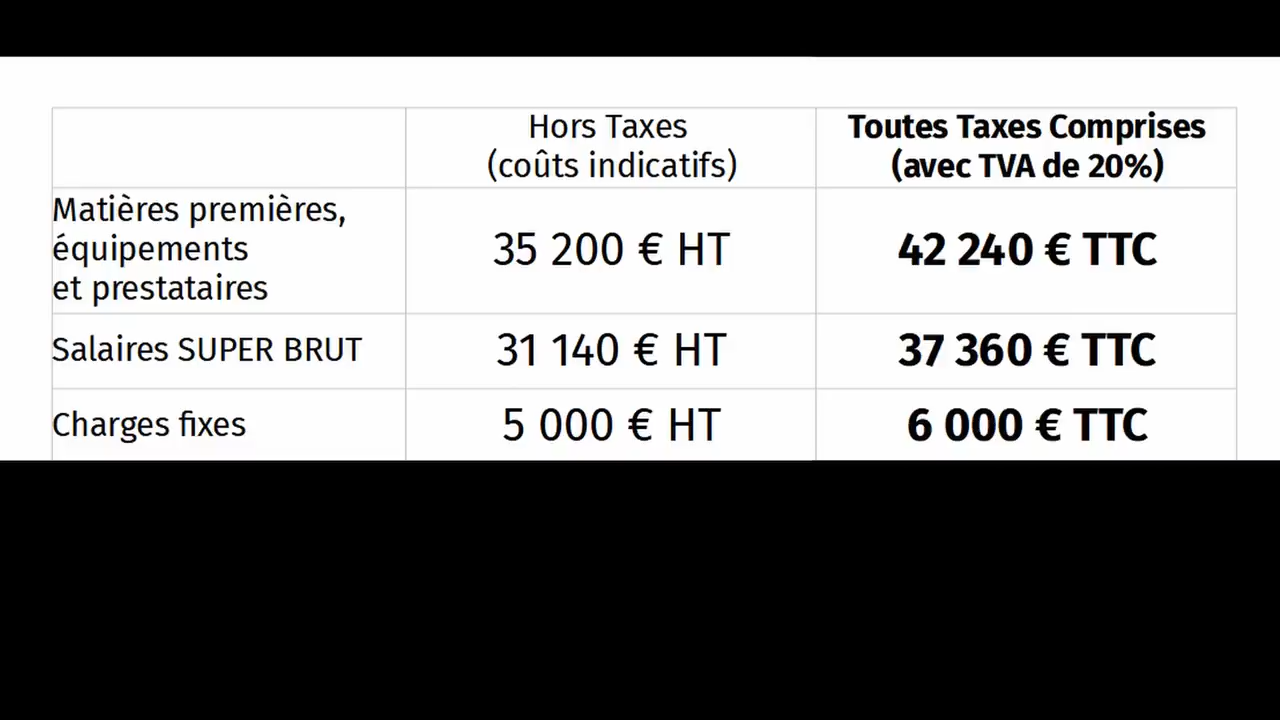 Hors Taxes
(coûts indicatifs)
Toutes Taxes Comprises
(avec TVA de 20%)
Matières premières,
équipements
et prestataires
35 200 € HT
42 240 € TTC
Salaires SUPER BRUT
31 140 € HT
37 360 € TTC
Charges fixes
5 000 € HT
6 000 € TTC